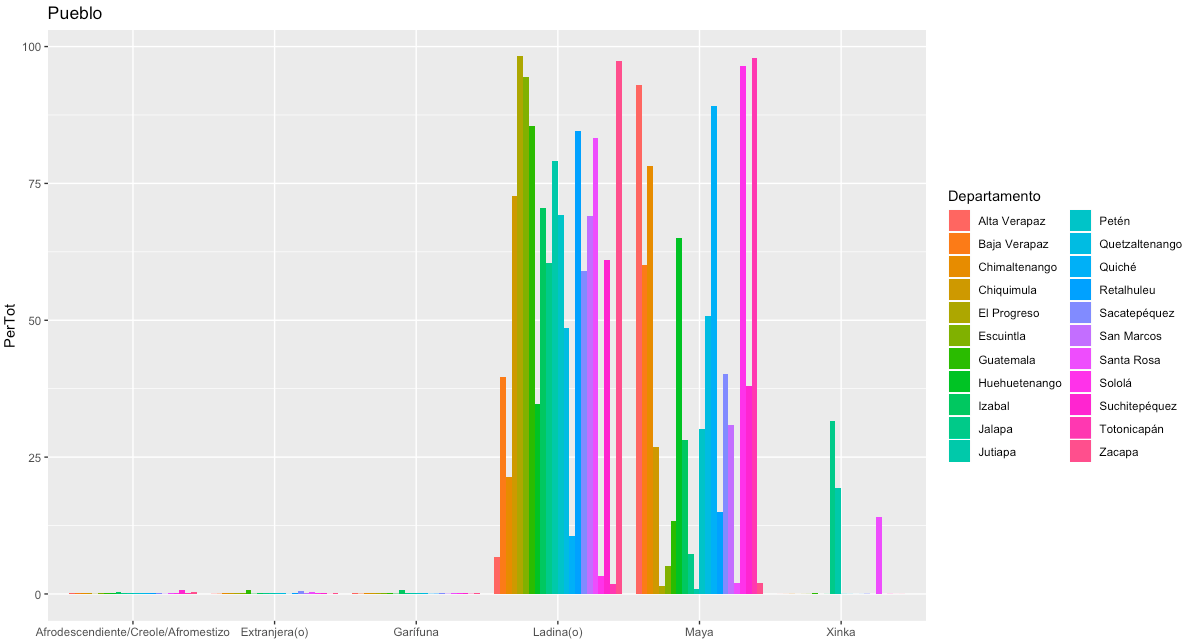 Pueblo
PerTot
100
75
50
25
0
Afrodescendiente/Creole/Afromestizo
Extranjera(o)
Garífuna
Ladina(o)
Maya
Xinka
Departamento
Alta Verapaz
Baja Verapaz
Chimaltenango
Chiquimula
El Progreso
Escuintla
Guatemala
Huehuetenango
Izabal
Jalapa
Jutiapa
Petén
Quetzaltenango
Quiché
Retalhuleu
Sacatepéquez
San Marcos
Santa Rosa
Sololá
Suchitepéquez
Totonicapán
Zacapa